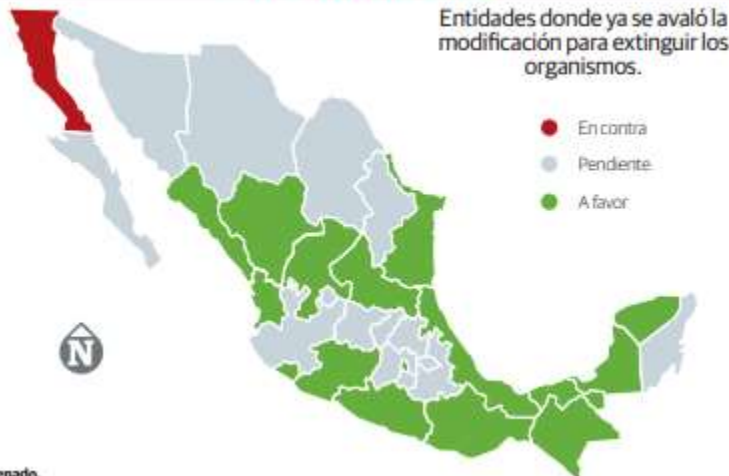 Entidades donde ya se avaló la
modificación para extinguir los
organismos.
En contra
Pendiente
A favor
N